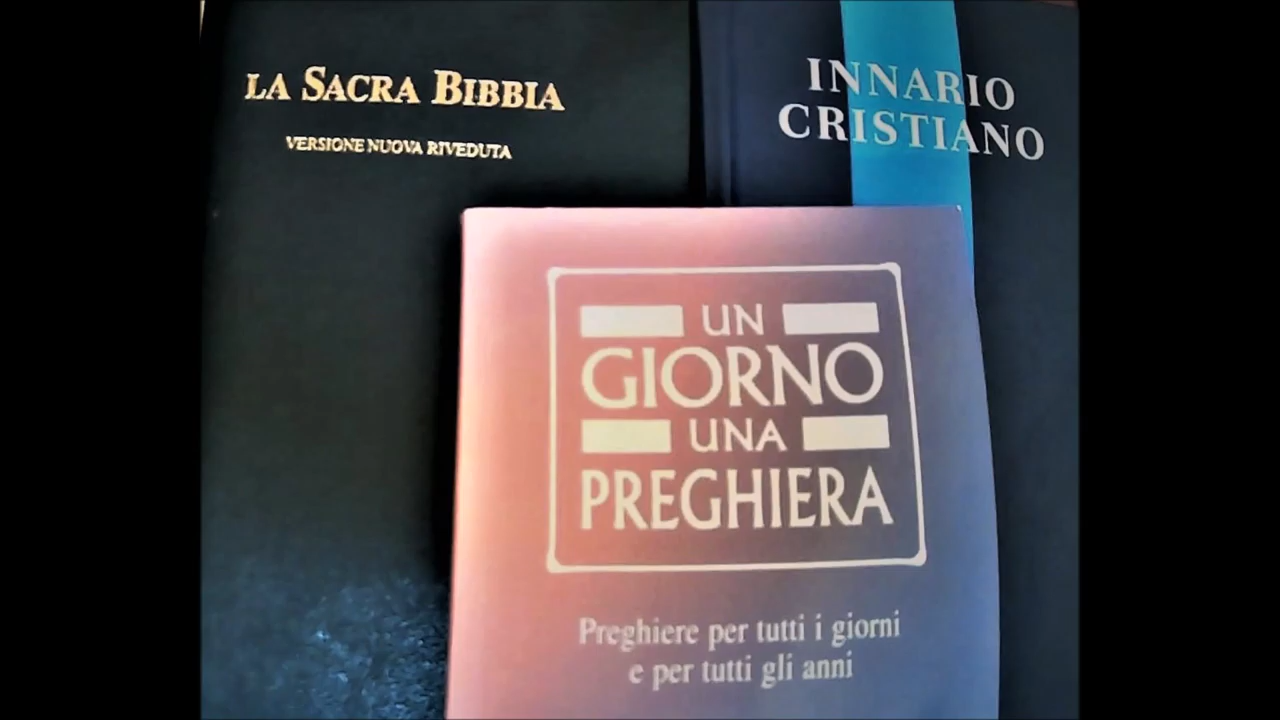 LA SACRA BIBBIA
VERSIONE NUOVA RIVEDUTA
INNARIO
CRISTIANO
UN
GIORNO
UNA
PREGHIERA
Preghiere per tutti i giorni
e per tutti gli anni